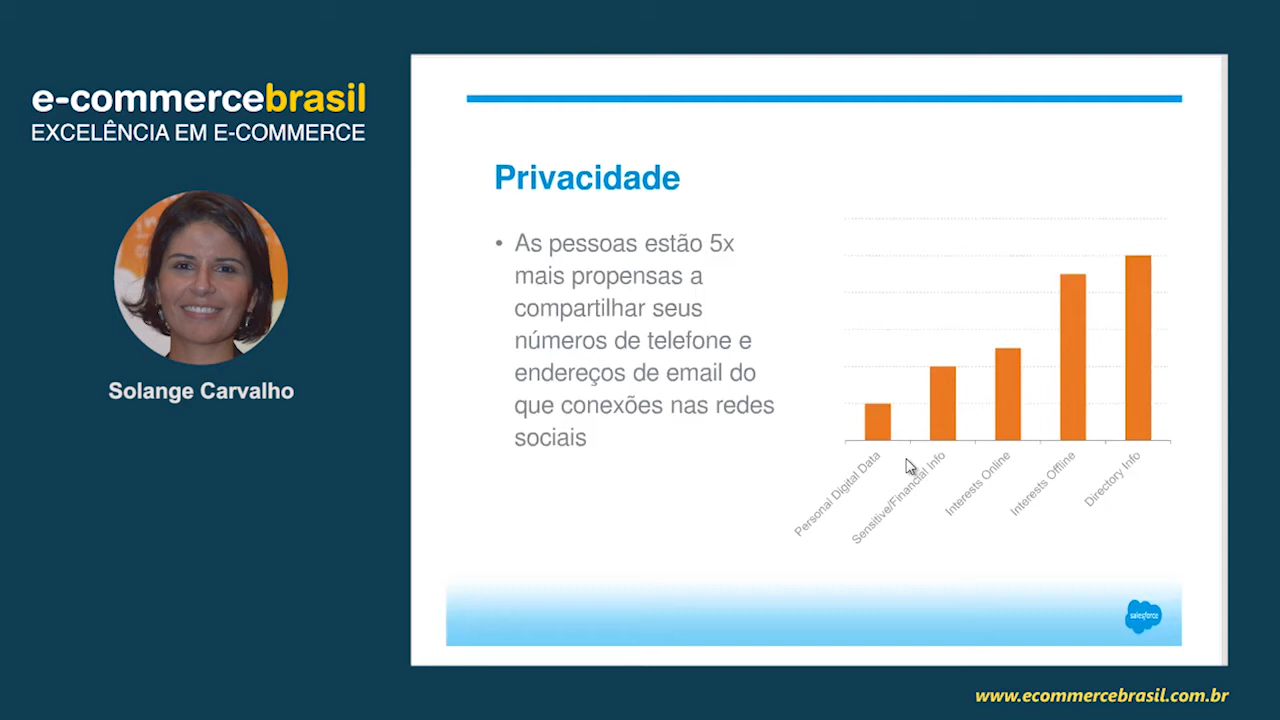 e-commercebrasil
EXCELÊNCIA EM E-COMMERCE
Solange Carvalho
Privacidade
• As pessoas estão 5x
mais propensas a
compartilhar seus
números de telefone e
endereços de email do
que conexões nas redes
sociais
Personal Digital Data
Sensitive/Financial Info
Interests Online
Interests Offline
Directory Info
salesforce
www.ecommercebrasil.com.br